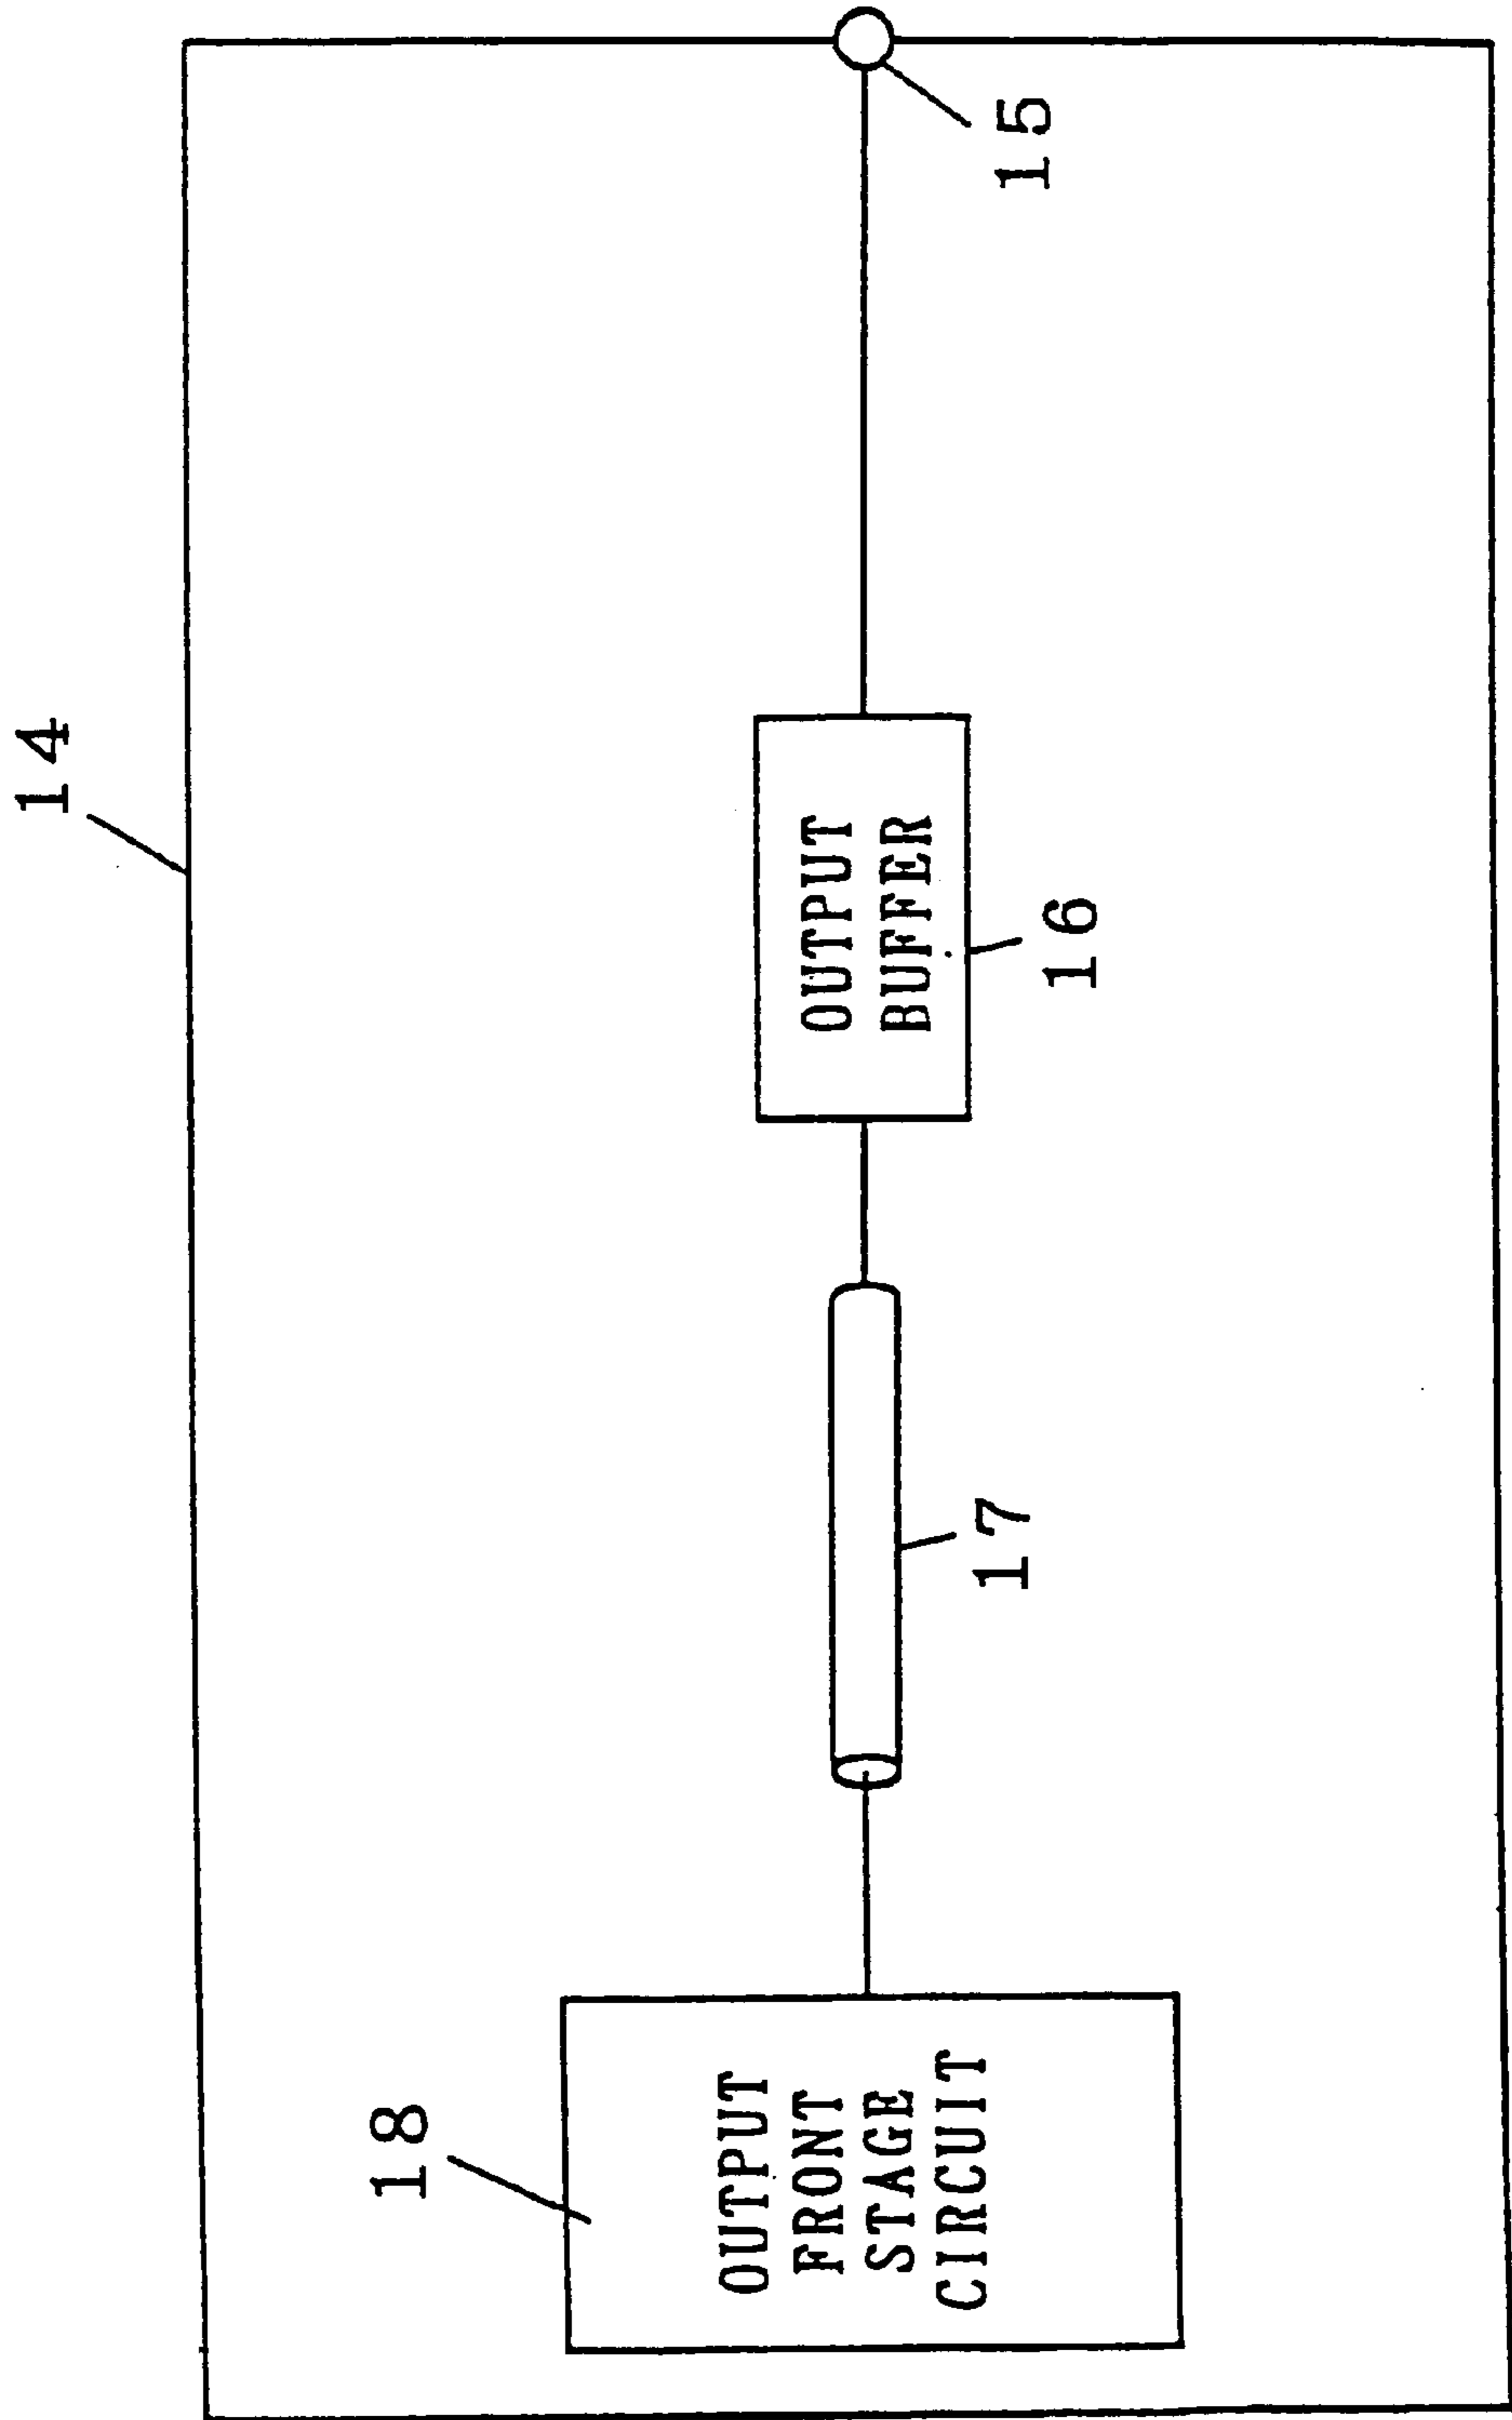 14
18
OUTPUT
FRONT
STAGE
CIRCUIT
17
OUTPUT
BUFFER
16
15